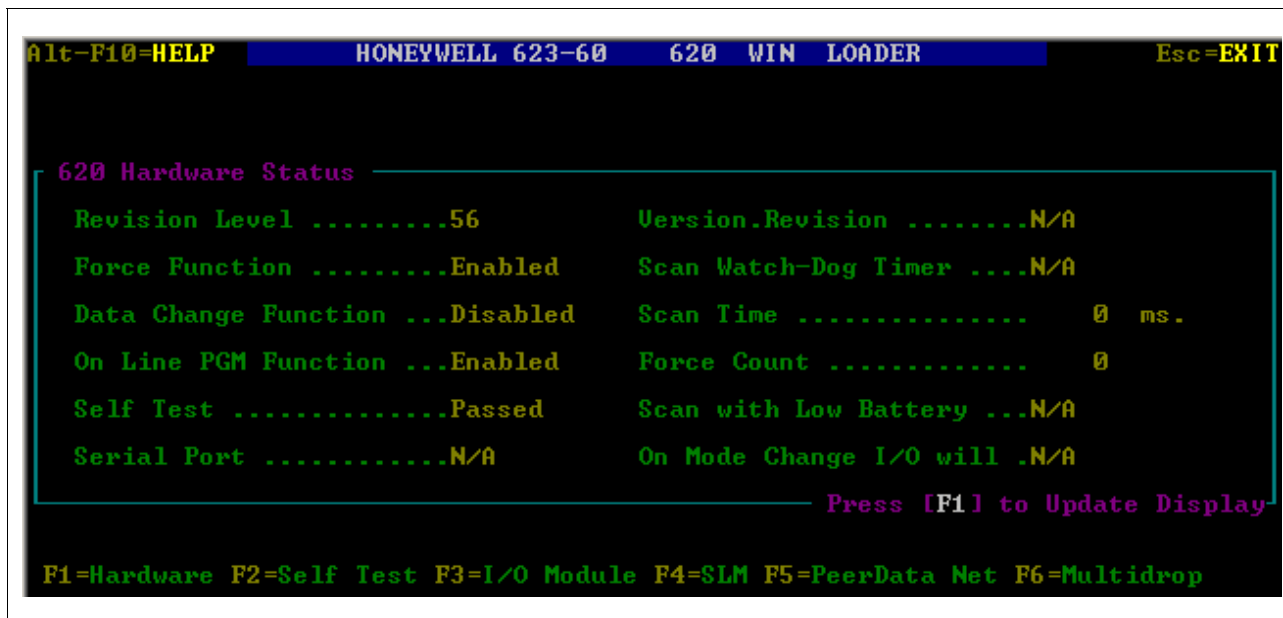 Alt-F10=HELP HONEYWELL 623-60 620 WIN LOADER Esc=EXIT
620 Hardware Status
Revision Level .........56 Version.Revision ........N/A
Force Function .........Enabled Scan Watch-Dog Timer ....N/A
Data Change Function ...Disabled Scan Time ............... 0 ms.
On Line PGM Function ...Enabled Force Count ............. 0
Self Test ..............Passed Scan with Low Battery ...N/A
Serial Port ............N/A On Mode Change I/O will .N/A
Press [F1] to Update Display
F1=Hardware F2=Self Test F3=I/O Module F4=SLM F5=PeerData Net F6=Multidrop